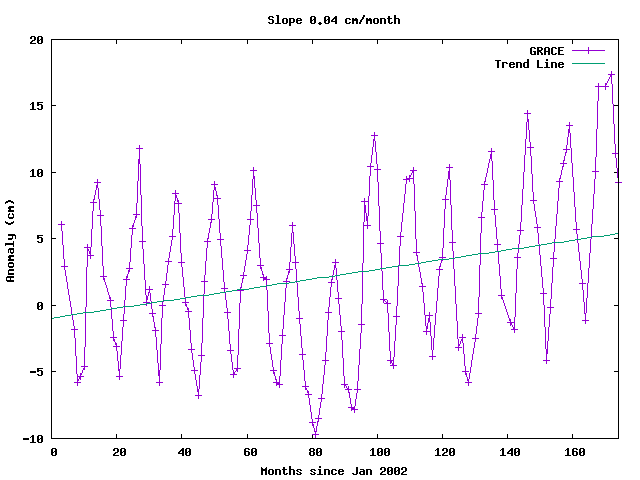 Slope 0.04 cm/month
GRACE
Trend Line
20
15
10
5
0
-5
-10
Anomaly (cm)
0 20 40 60 80 100 120 140 160
Months since Jan 2002